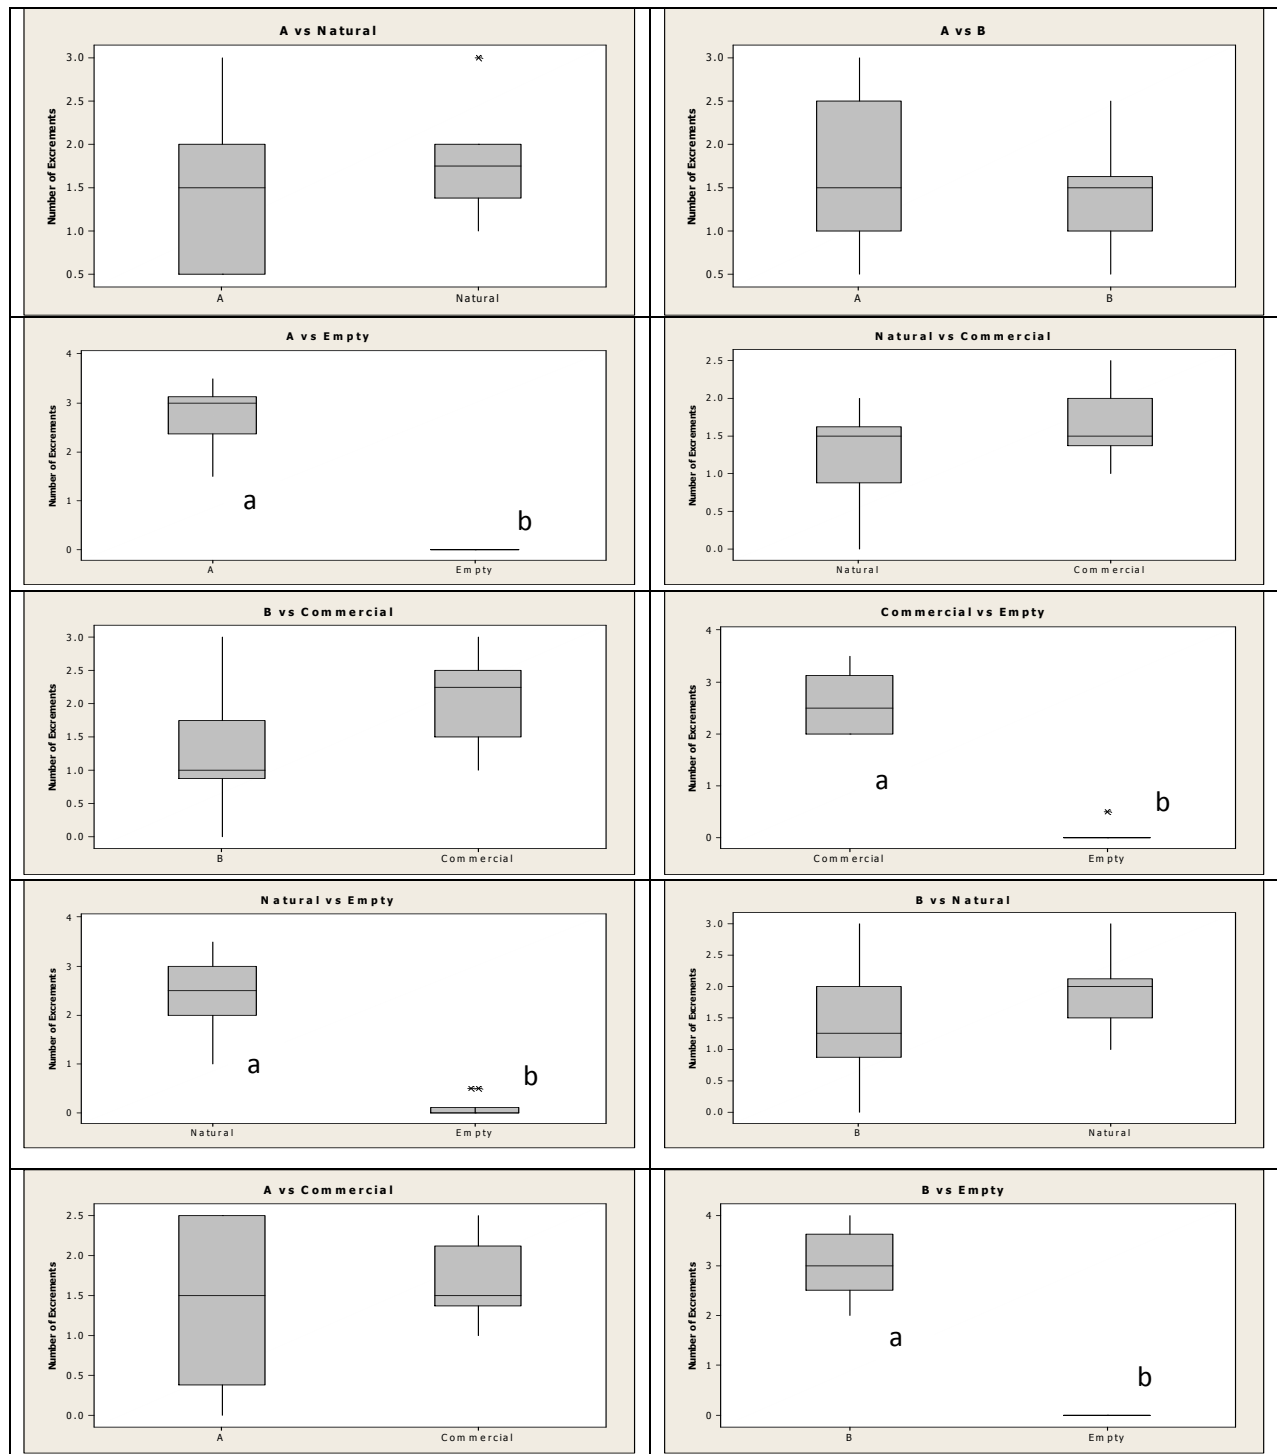 A vs Natural
Number of Excrements
3.0
2.5
2.0
1.5
1.0
0.5
A Natural
A vs B
Number of Excrements
3.0
2.5
2.0
1.5
1.0
0.5
A B
A vs Empty
Number of Excrements
4
3
2
1
0
a
b
A Empty
Natural vs Commercial
Number of Excrements
2.5
2.0
1.5
1.0
0.5
0.0
Natural Commercial
B vs Commercial
Number of Excrements
3.0
2.5
2.0
1.5
1.0
0.5
0.0
B Commercial
Commercial vs Empty
Number of Excrements
4
3
2
1
0
a
b
Commercial Empty
Natural vs Empty
Number of Excrements
4
3
2
1
0
a
b
Natural Empty
B vs Natural
Number of Excrements
3.0
2.5
2.0
1.5
1.0
0.5
0.0
B Natural
A vs Commercial
Number of Excrements
2.5
2.0
1.5
1.0
0.5
0.0
A Commercial
B vs Empty
Number of Excrements
4
3
2
1
0
a
b
B Empty